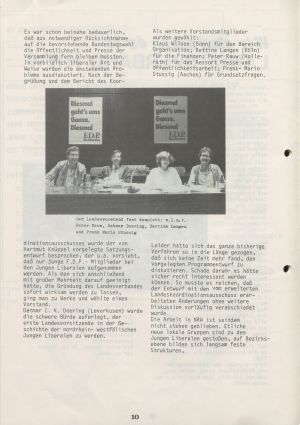 Es war schon beinahe bedauerlich,
daß aus notwendiger Rücksichtnahme
auf die bevorstehende Bundestagswahl
die Öffentlichkeit und Presse der
Versammlung fern bleiben mussten.
In vorbildlich liberaler Art und
Weise wurden die anstehenden Pro-
bleme ausdiskutiert. Nach der Be-
grüßung und dem Bericht des Koor-
Als weitere Vorstandsmitglieder
wurden gewählt:
Klaus Wilson (Bonn) für den Bereich
Organisation; Bettina Langen (Köln)
für die Finanzen; Peter Rauw (Helle-
rath) für das Ressort Presse und
Öffentlichkeitsarbeit; Frank- Mario
Stussig (Aachen) für Grundsatzfragen.
Diesmal
geht's ums
Ganze.
Diesmal
F.D.P.
Diesmal
geht's ums
Ganze.
Diesmal
F.D.P.
Der Landesvorstand fast komplett: v.l.n.r.
Peter Rauw, Detmar Doering, Bettina Langen
und Frank Mario Stussig
dinationsausschusses wurde der von
Hartmut Knüppel vorgelegte Satzungs-
entwurf besprochen, der u.a. vorsieht,
daß nur junge F.D.P. - Mitglieder bei
den Jungen Liberalen aufgenommen
werden. Als man sich anschließend
mit großer Mehrheit darauf geeinigt
hatte, die Gründung des Landesverbandes
sofort wirksam werden zu lassen,
ging man zu Werke und wählte einen
Vorstand.
Detmar C. K. Doering (Leverkusen) wurde
die schwere Bürde auferlegt, der
erste Landesvorsitzende in der Ge-
schichte der nordrhein- westfälischen
Jungen Liberalen zu werden.
Leider hatte sich das ganze bisherige
Verfahren so in die Länge gezogen,
daß sich keine Zeit mehr fand, den
vorgelegten Programmentwurf zu
diskutieren. Schade darum- es hätte
sicher recht interessant werden
können. So musste es reichen, daß
der Entwurf mit den vom erweiterten
Landeskoordinationsausschuss erar-
beiteten Änderungen ohne weitere
Diskussion vorläufig verabschiedet
wurde.
Die Arbeit in NRW ist seitdem
nicht stehen geblieben. Etliche
neue lokale Gruppen sind zu den
Jungen Liberalen gestoßen, auf Bezirks-
ebene bilden sich langsam feste
Strukturen.
10